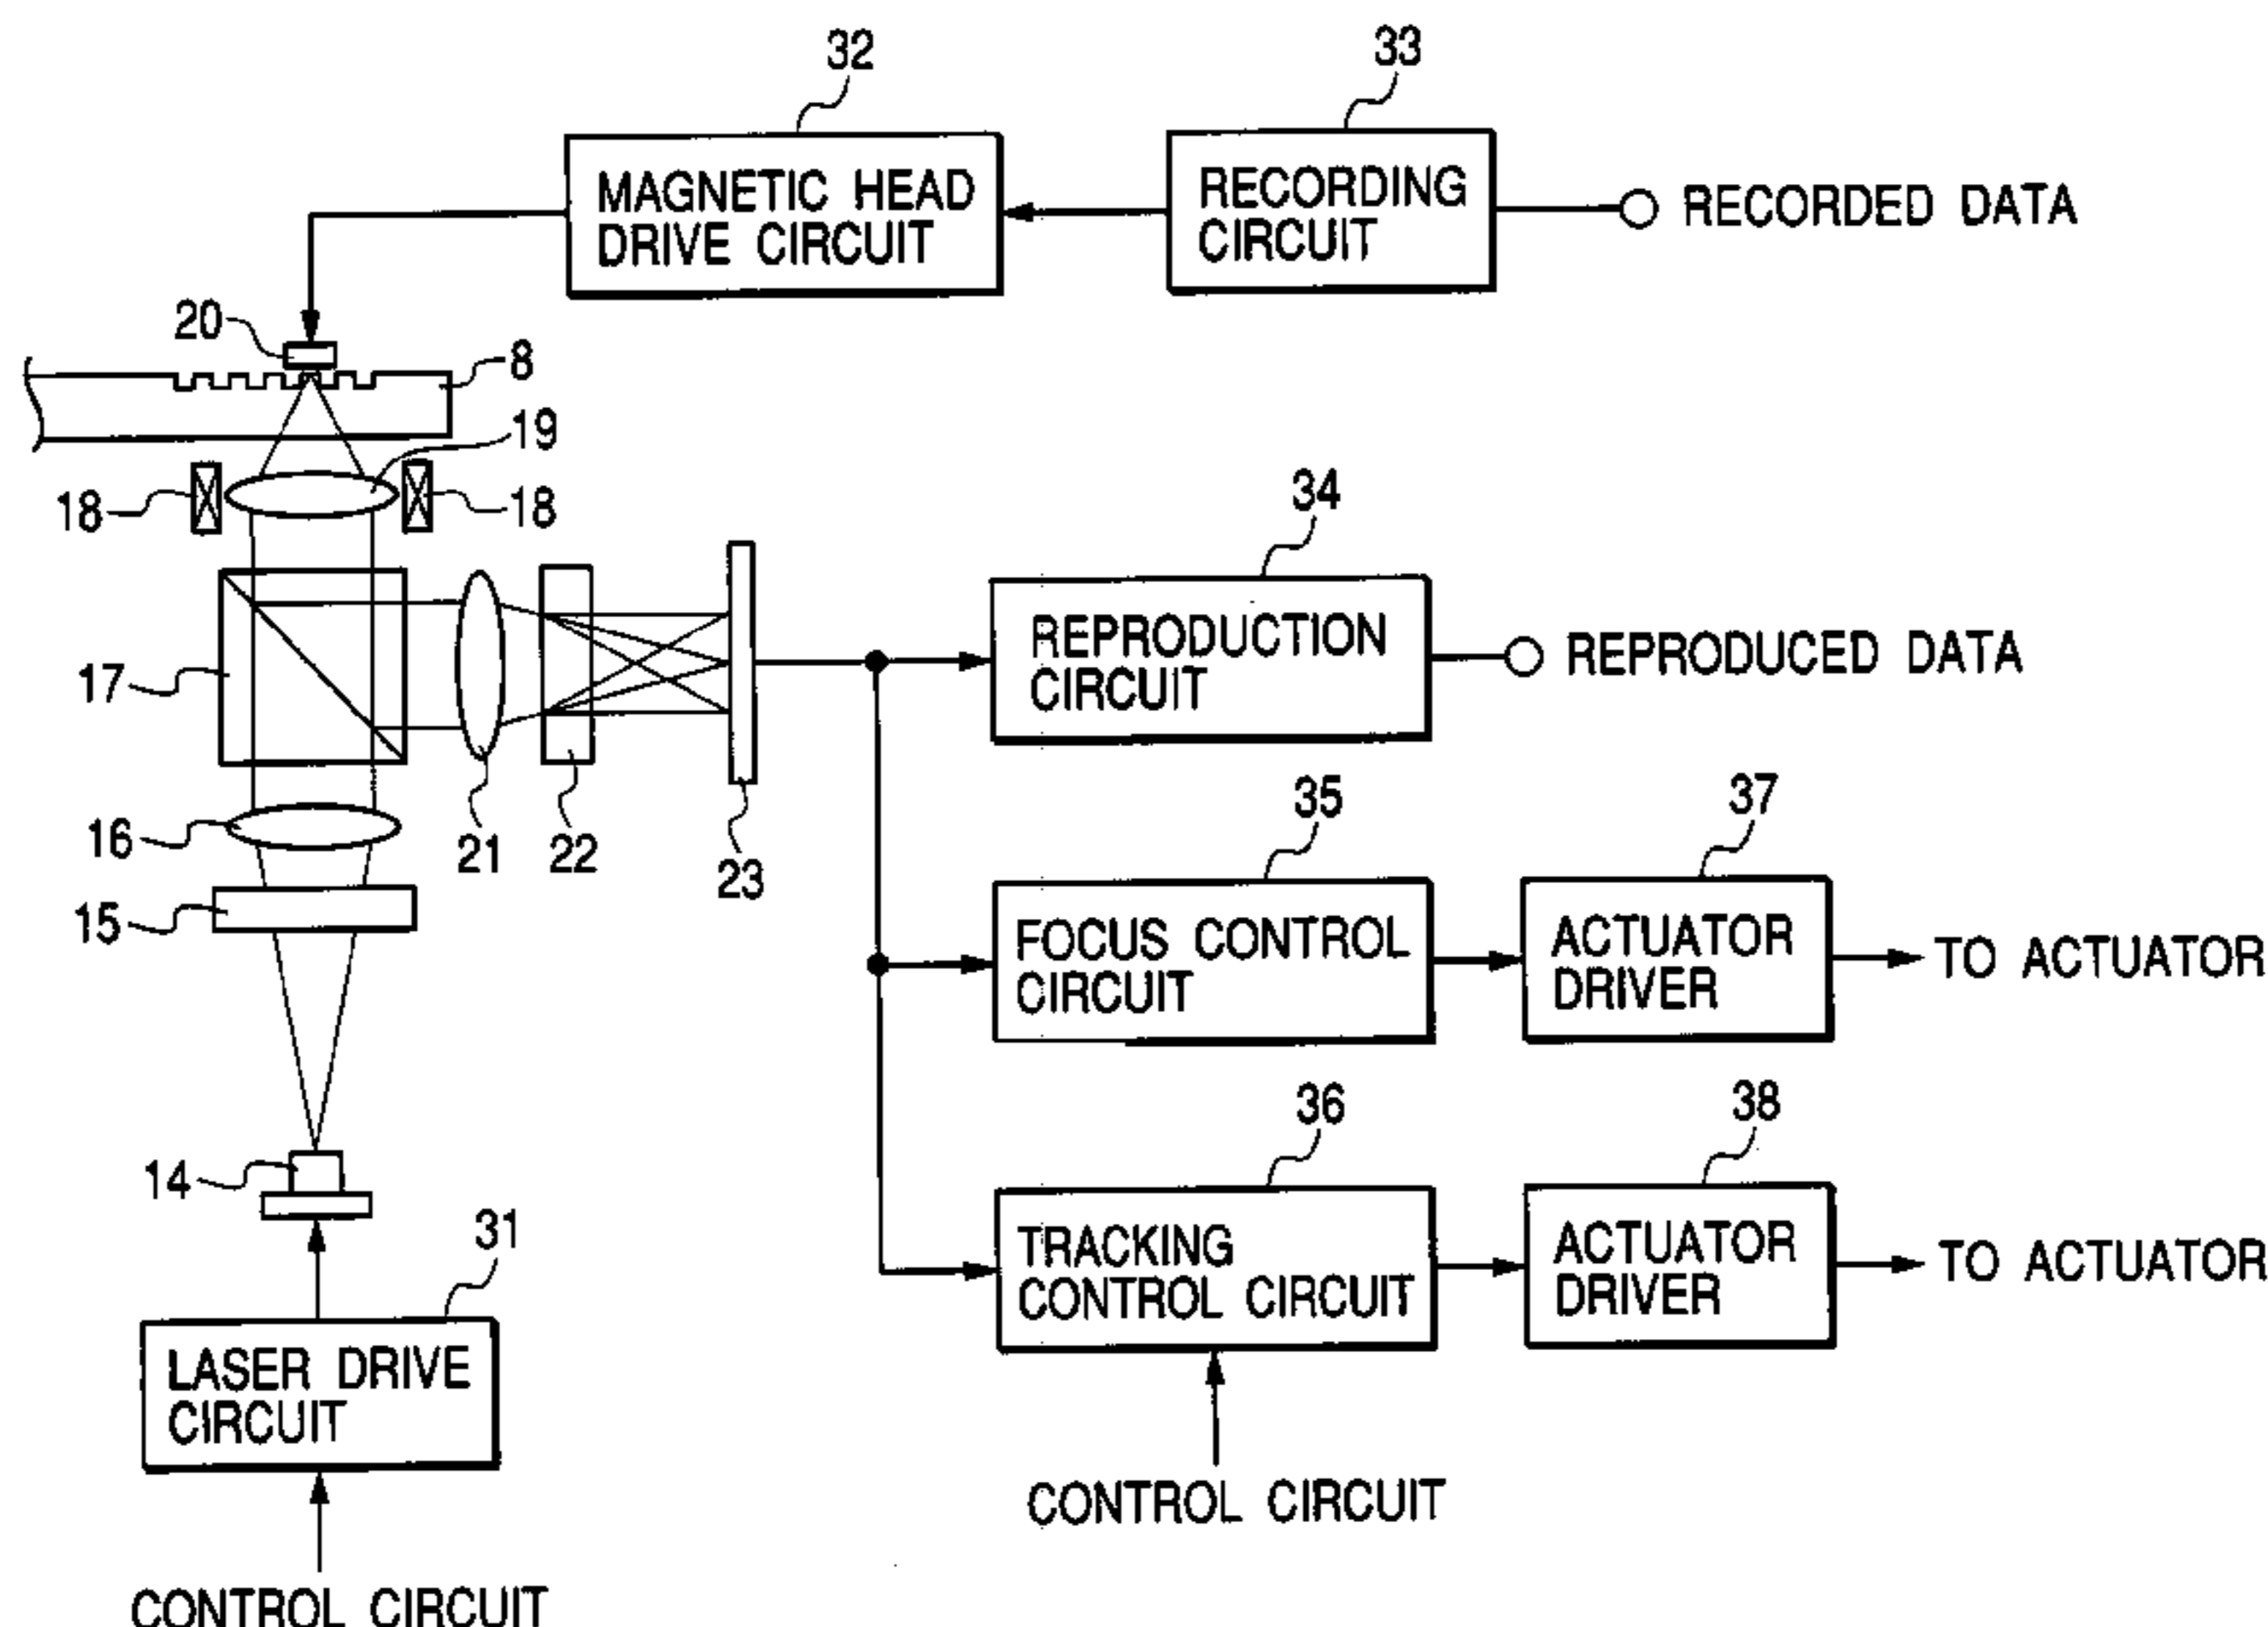 32
33
MAGNETIC HEAD
DRIVE CIRCUIT
RECORDING
CIRCUIT
RECORDED DATA
20
8
19
18
18
34
REPRODUCTION
CIRCUIT
REPRODUCED DATA
17
16
21
22
23
15
35
37
FOCUS CONTROL
CIRCUIT
ACTUATOR
DRIVER
TO ACTUATOR
36
38
14
TRACKING
CONTROL CIRCUIT
ACTUATOR
DRIVER
TO ACTUATOR
31
LASER DRIVE
CIRCUIT
CONTROL CIRCUIT
CONTROL CIRCUIT